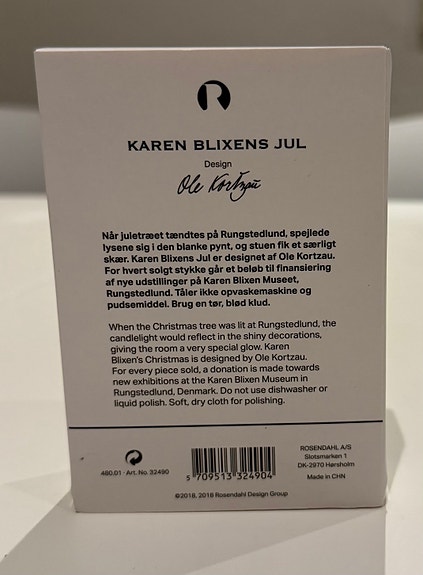 KAREN BLIXENS JUL
Design
Ole Kortzau
Når juletræet tændtes på Rungstedlund, spejlede
lysene sig i den blanke pynt, og stuen fik et særligt
skær. Karen Blixens Jul er designet af Ole Kortzau.
For hvert solgt stykke går et beløb til finansiering
af nye udstillinger på Karen Blixen Museet,
Rungstedlund. Tåler ikke opvaskemaskine og
pudsemiddel. Brug en tør, blød klud.
When the Christmas tree was lit at Rungstedlund, the
candlelight would reflect in the shiny decorations,
giving the room a very special glow. Karen
Blixen's Christmas is designed by Ole Kortzau.
For every piece sold, a donation is made towards
new exhibitions at the Karen Blixen Museum in
Rungstedlund, Denmark. Do not use dishwasher or
liquid polish. Soft, dry cloth for polishing.
480.01 · Art. No. 32490
5 709513 324904
ROSENDAHL A/S
Slotsmarken 1
DK-2970 Hørsholm
Made in CHN
©2018, 2018 Rosendahl Design Group